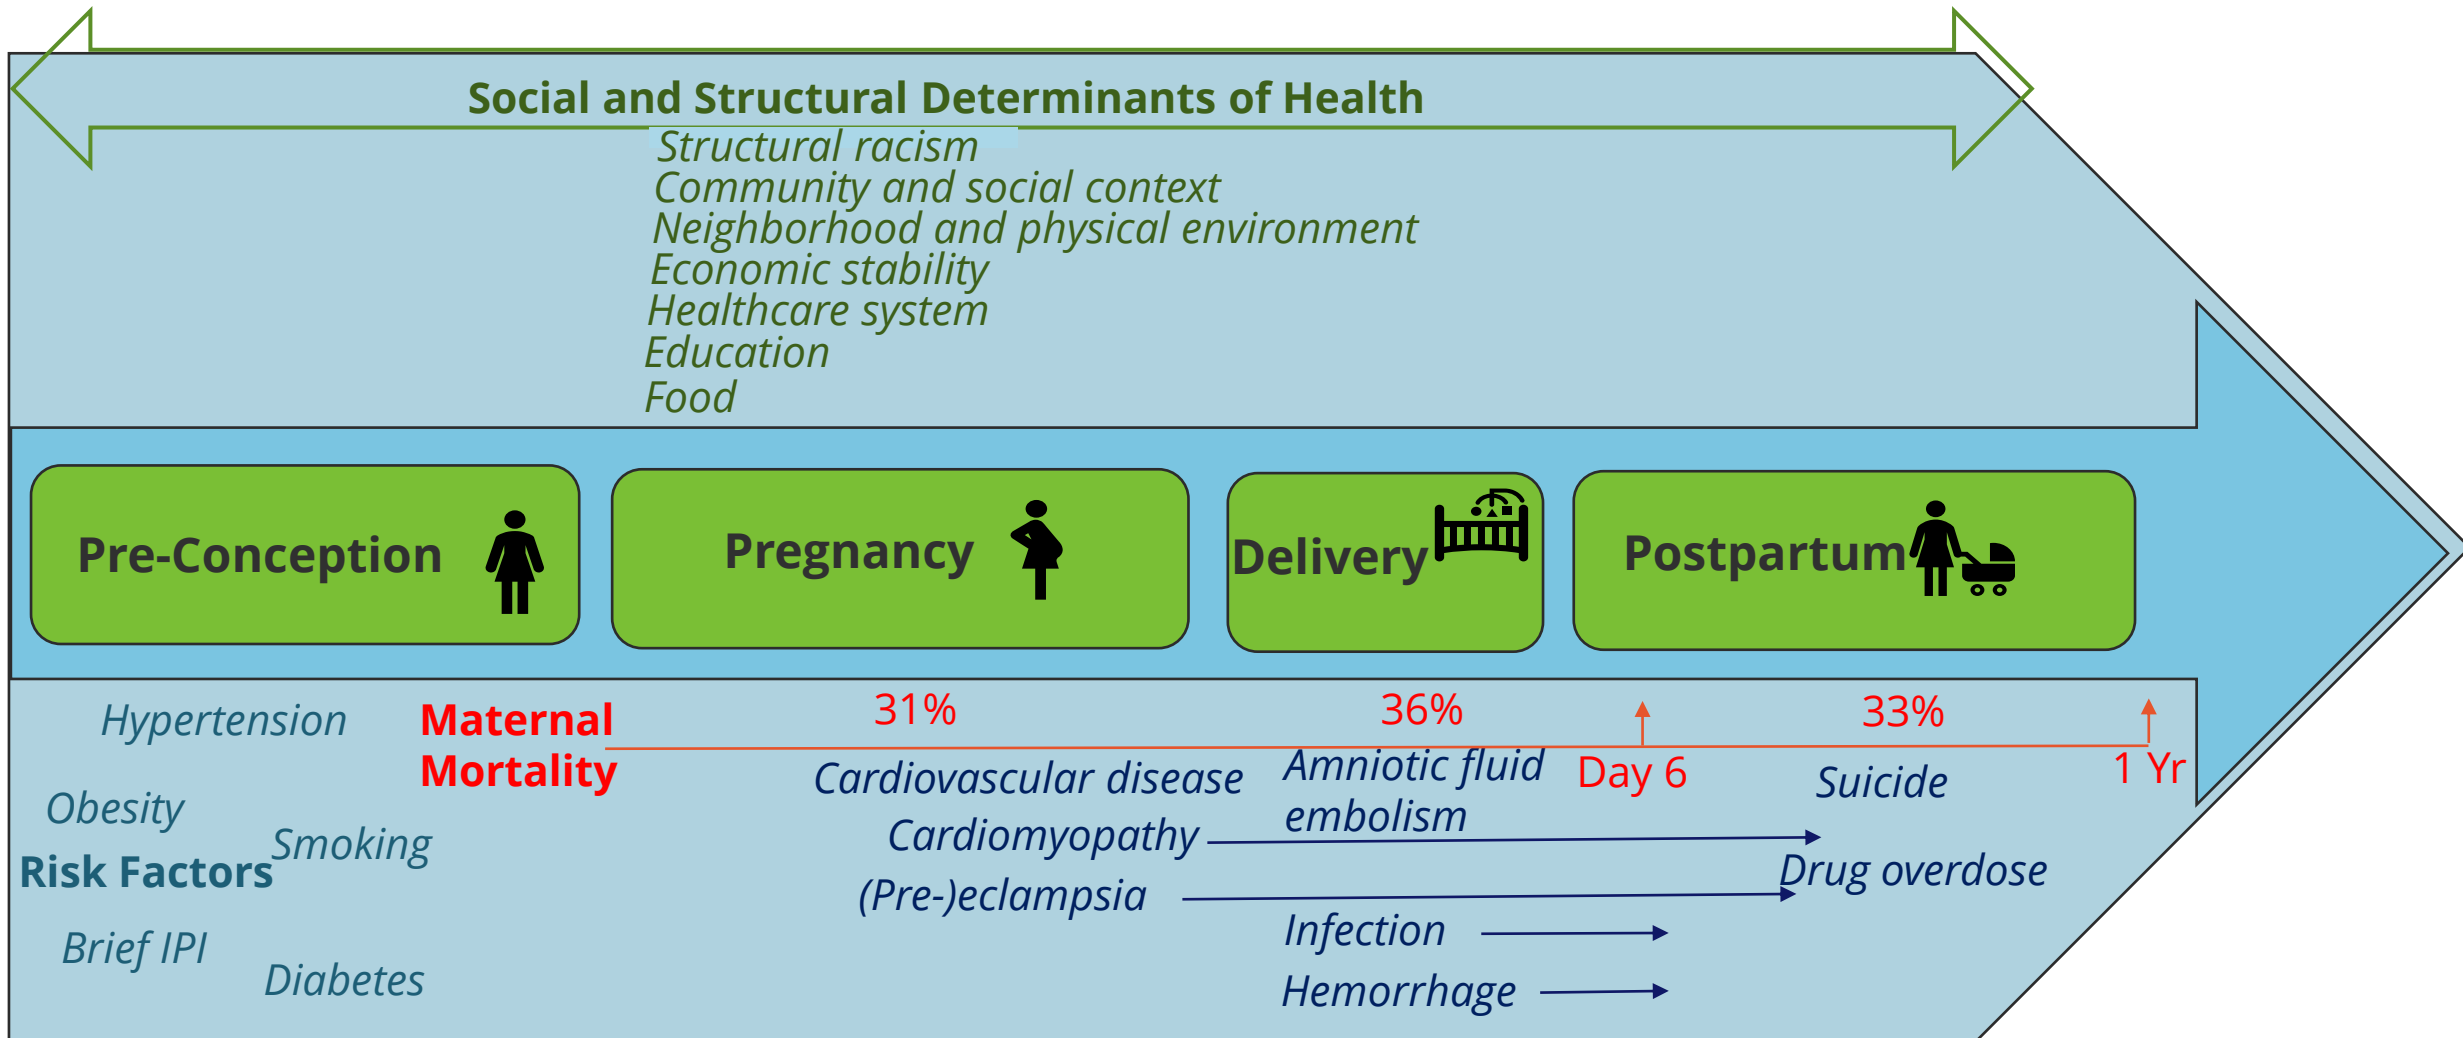 Social and Structural Determinants of Health
Structural racism
Community and social context
Neighborhood and physical environment
Economic stability
Healthcare system
Education
Food
Pre-Conception
Pregnancy
Delivery
Postpartum
Hypertension
Obesity
Smoking
Risk Factors
Brief IPI
Diabetes
Maternal
Mortality
31%
36%
33%
Day 6
1 Yr
Cardiovascular disease
Cardiomyopathy
(Pre-)eclampsia
Amniotic fluid
embolism
Infection
Hemorrhage
Suicide
Drug overdose